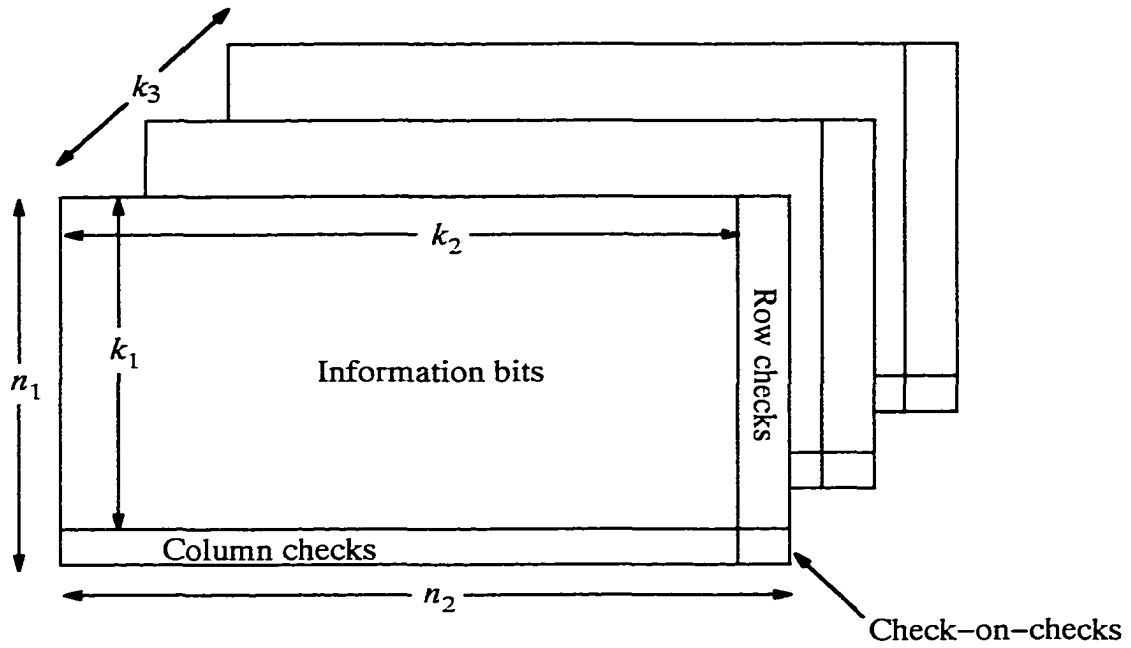 k3
k2
k1
n1
Information bits
Row checks
Column checks
n2
Check–on–checks